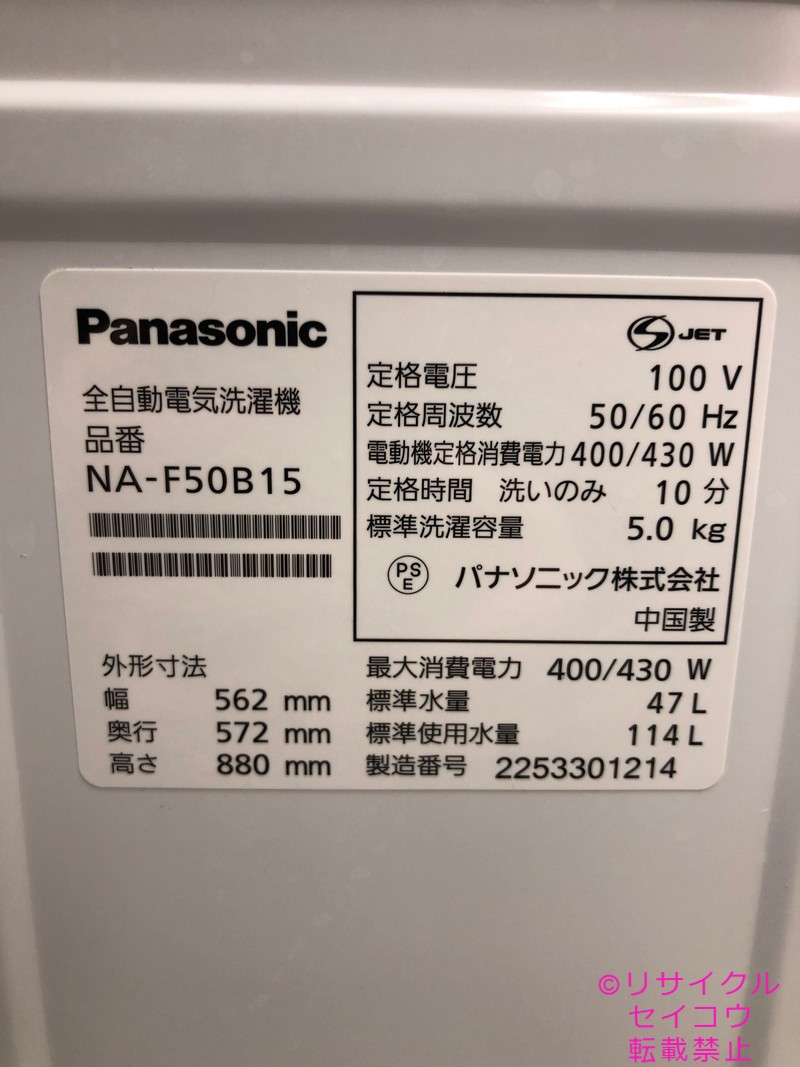 Panasonic
全自動電気洗濯機
品番
NA-F50B15
S JET
定格電圧 100 V
定格周波数 50/60 Hz
電動機定格消費電力 400/430 W
定格時間 洗いのみ 10 分
標準洗濯容量 5.0 kg
PS
E
パナソニック株式会社
中国製
外形寸法
幅 562 mm
奥行 572 mm
高さ 880 mm
最大消費電力 400/430 W
標準水量 47 L
標準使用水量 114 L
製造番号 2253301214
©リサイクル
セイコウ
転載禁止